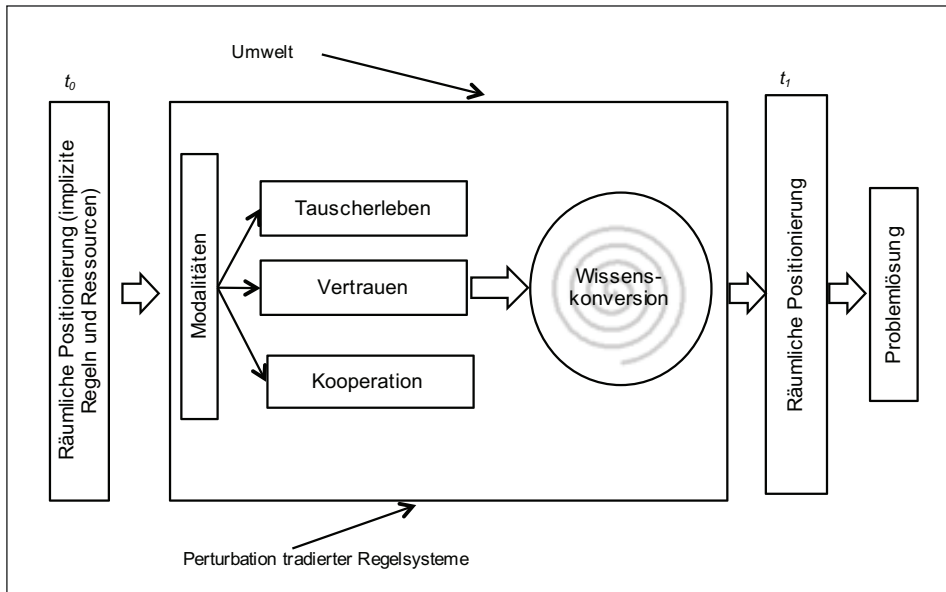 Umwelt
t0
Räumliche Positionierung (implizite
Regeln und Ressourcen)
Modalitäten
Tauscherleben
Vertrauen
Kooperation
Wissens-
konversion
t1
Räumliche Positionierung
Problemlösung
Perturbation tradierter Regelsysteme